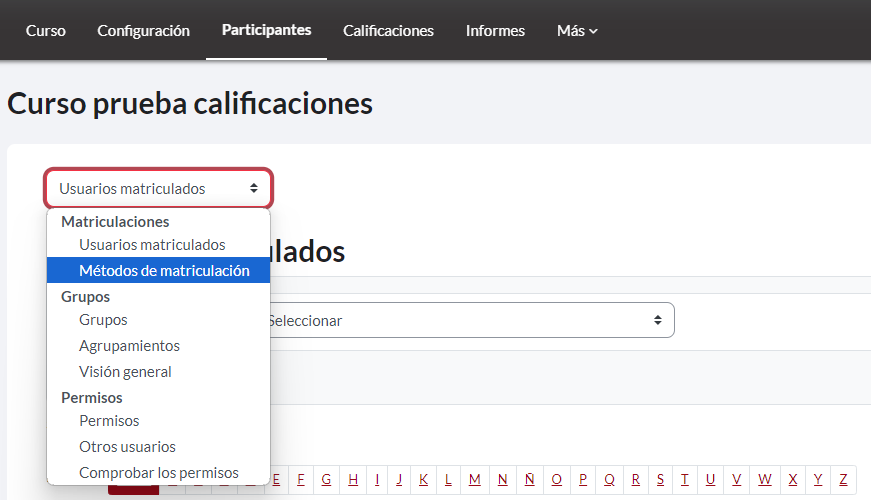 Curso Configuración Participantes Calificaciones Informes Más
Curso prueba calificaciones
Usuarios matriculados
Matriculaciones
Usuarios matriculados
Métodos de matriculación
Grupos
Grupos
Agrupamientos
Visión general
Permisos
Permisos
Otros usuarios
Comprobar los permisos
ulados
Seleccionar
E F G H I J K L M N Ñ O P Q R S T U V W X Y Z